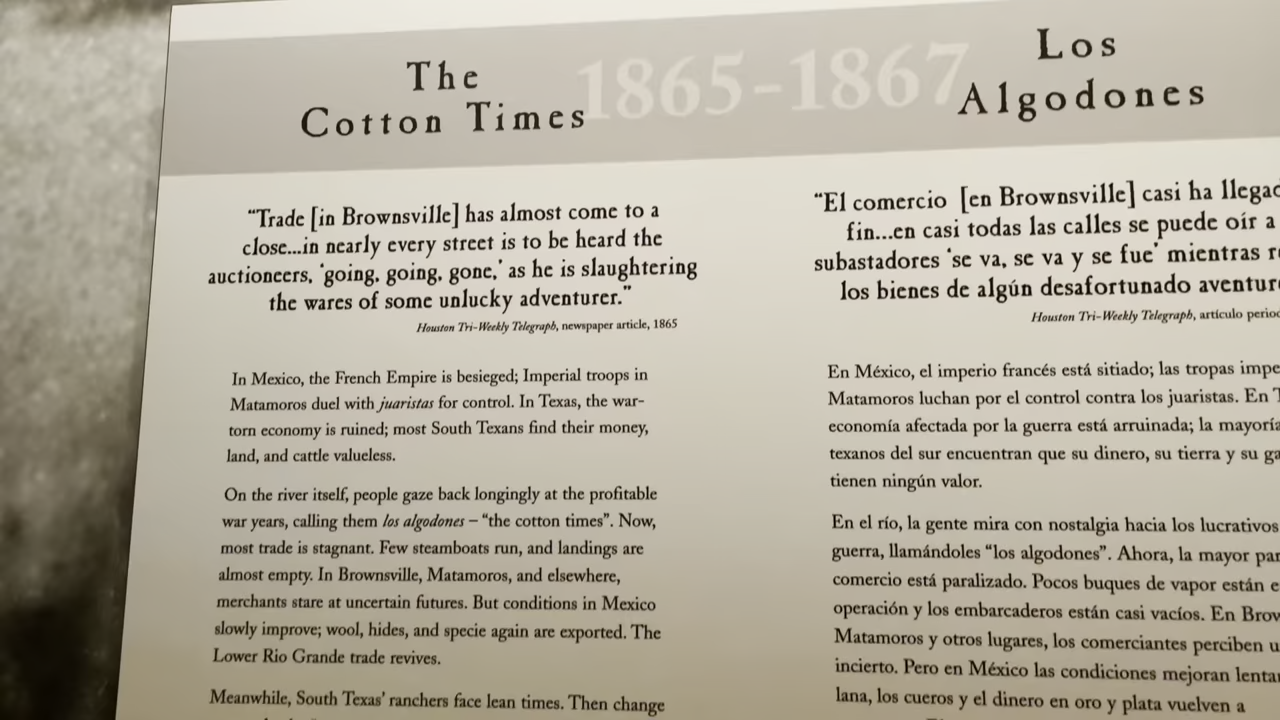 The
Cotton Times
1865-1867
Los
Algodones
"Trade [in Brownsville] has almost come to a
close...in nearly every street is to be heard the
auctioneers, 'going, going, gone,' as he is slaughtering
the wares of some unlucky adventurer."
Houston Tri-Weekly Telegraph, newspaper article, 1865
In Mexico, the French Empire is besieged; Imperial troops in
Matamoros duel with juaristas for control. In Texas, the war-
torn economy is ruined; most South Texans find their money,
land, and cattle valueless.
On the river itself, people gaze back longingly at the profitable
war years, calling them los algodones – "the cotton times". Now,
most trade is stagnant. Few steamboats run, and landings are
almost empty. In Brownsville, Matamoros, and elsewhere,
merchants stare at uncertain futures. But conditions in Mexico
slowly improve; wool, hides, and specie again are exported. The
Lower Rio Grande trade revives.
Meanwhile, South Texas' ranchers face lean times. Then change
"El comercio [en Brownsville] casi ha
fin...en casi todas las calles se puede oír a
subastadores 'se va, se va y se fue' mientras
los bienes de algún desafortunado
Houston Tri-Weekly Telegraph, artículo
En México, el imperio francés está sitiado; las tropas
Matamoros luchan por el control contra los juaristas. En
economía afectada por la guerra está arruinada; la
texanos del sur encuentran que su dinero, su tierra y su
tienen ningún valor.
En el río, la gente mira con nostalgia hacia los lucrativos
guerra, llamándoles "los algodones". Ahora, la mayor
comercio está paralizado. Pocos buques de vapor están
operación y los embarcaderos están casi vacíos. En
Matamoros y otros lugares, los comerciantes perciben
incierto. Pero en México las condiciones mejoran
lana, los cueros y el dinero en oro y plata vuelven a